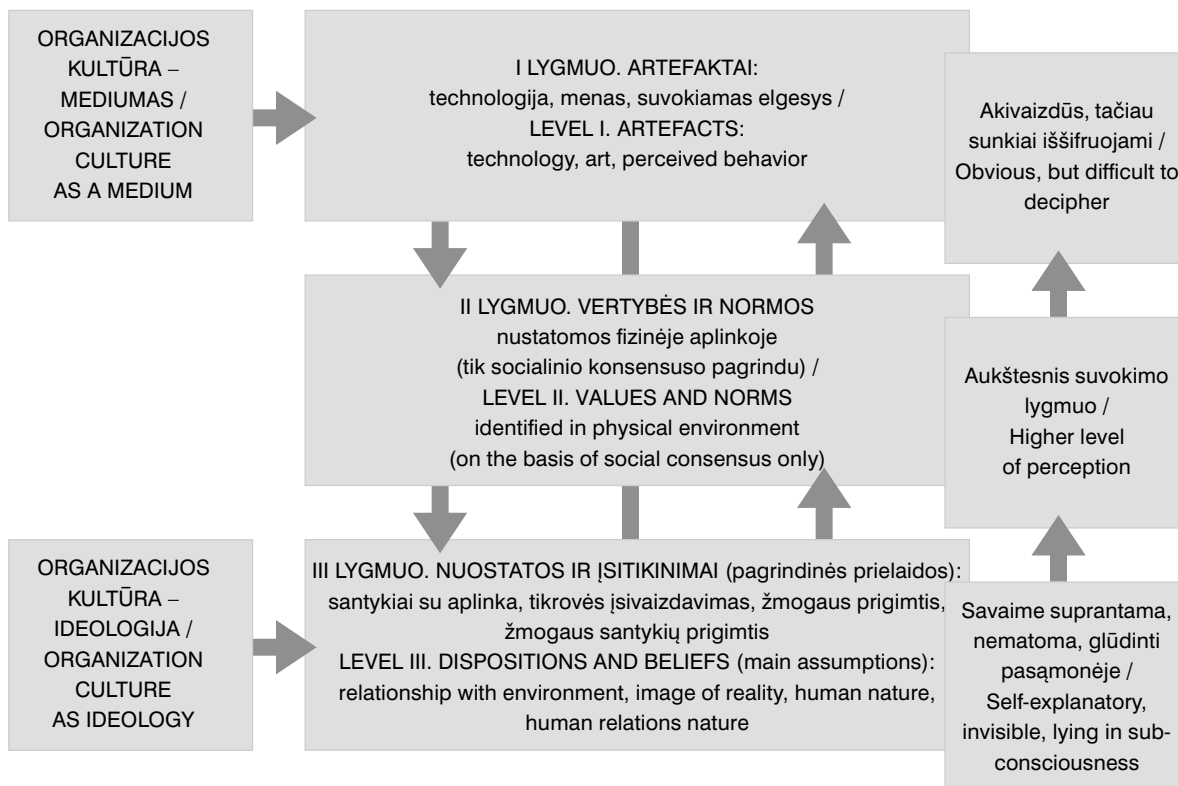 ORGANIZACIJOS
KULTŪRA –
MEDIUMAS /
ORGANIZATION
CULTURE
AS A MEDIUM
I LYGMUO. ARTEFAKTAI:
technologija, menas, suvokiamas elgesys /
LEVEL I. ARTEFACTS:
technology, art, perceived behavior
Akivaizdūs, tačiau
sunkiai iššifruojami /
Obvious, but difficult to
decipher
II LYGMUO. VERTYBĖS IR NORMOS
nustatomos fizinėje aplinkoje
(tik socialinio konsensuso pagrindu) /
LEVEL II. VALUES AND NORMS
identified in physical environment
(on the basis of social consensus only)
Aukštesnis suvokimo
lygmuo /
Higher level
of perception
ORGANIZACIJOS
KULTŪRA –
IDEOLOGIJA /
ORGANIZATION
CULTURE
AS IDEOLOGY
III LYGMUO. NUOSTATOS IR ĮSITIKINIMAI (pagrindinės prielaidos):
santykiai su aplinka, tikrovės įsivaizdavimas, žmogaus prigimtis,
žmogaus santykių prigimtis
LEVEL III. DISPOSITIONS AND BELIEFS (main assumptions):
relationship with environment, image of reality, human nature,
human relations nature
Savaime suprantama,
nematoma, glūdinti
pasąmonėje /
Self-explanatory,
invisible, lying in sub-
consciousness